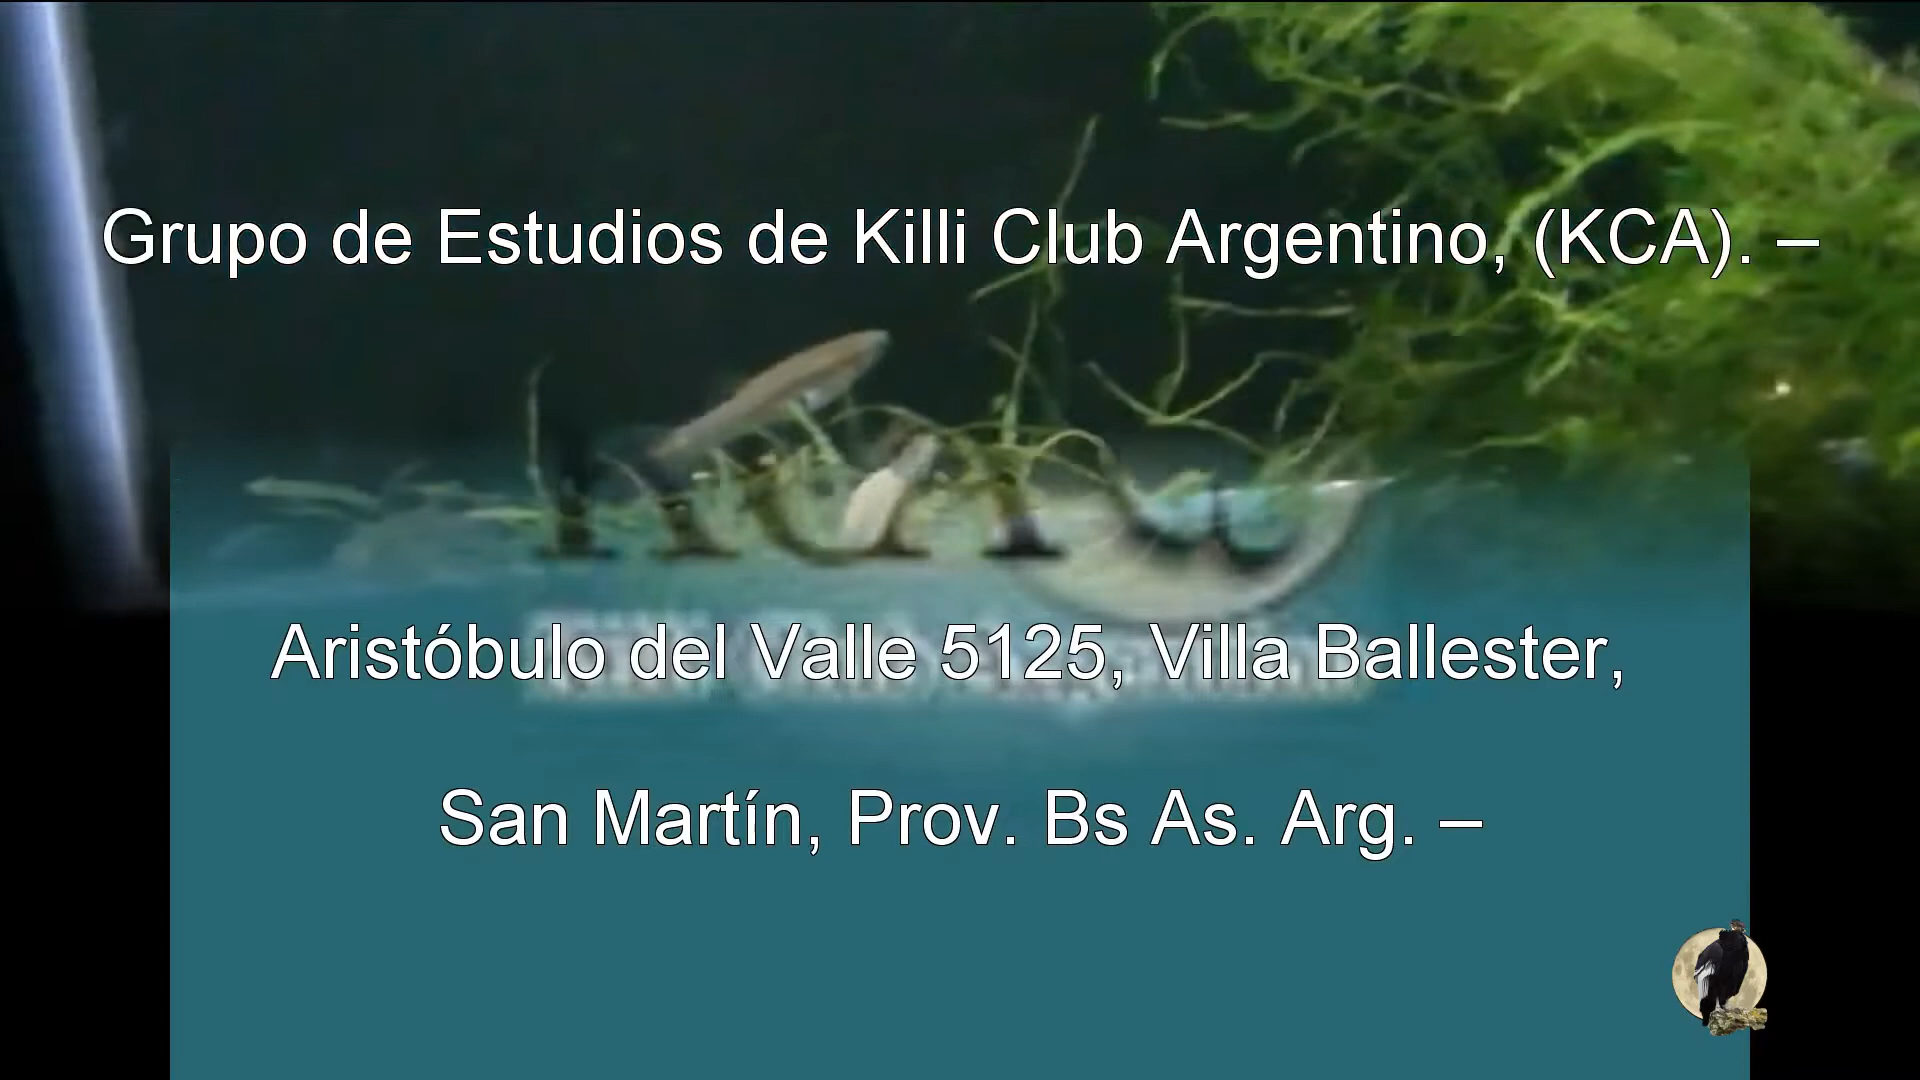 Grupo de Estudios de Killi Club Argentino, (KCA). –
Aristóbulo del Valle 5125, Villa Ballester,
San Martín, Prov. Bs As. Arg. –